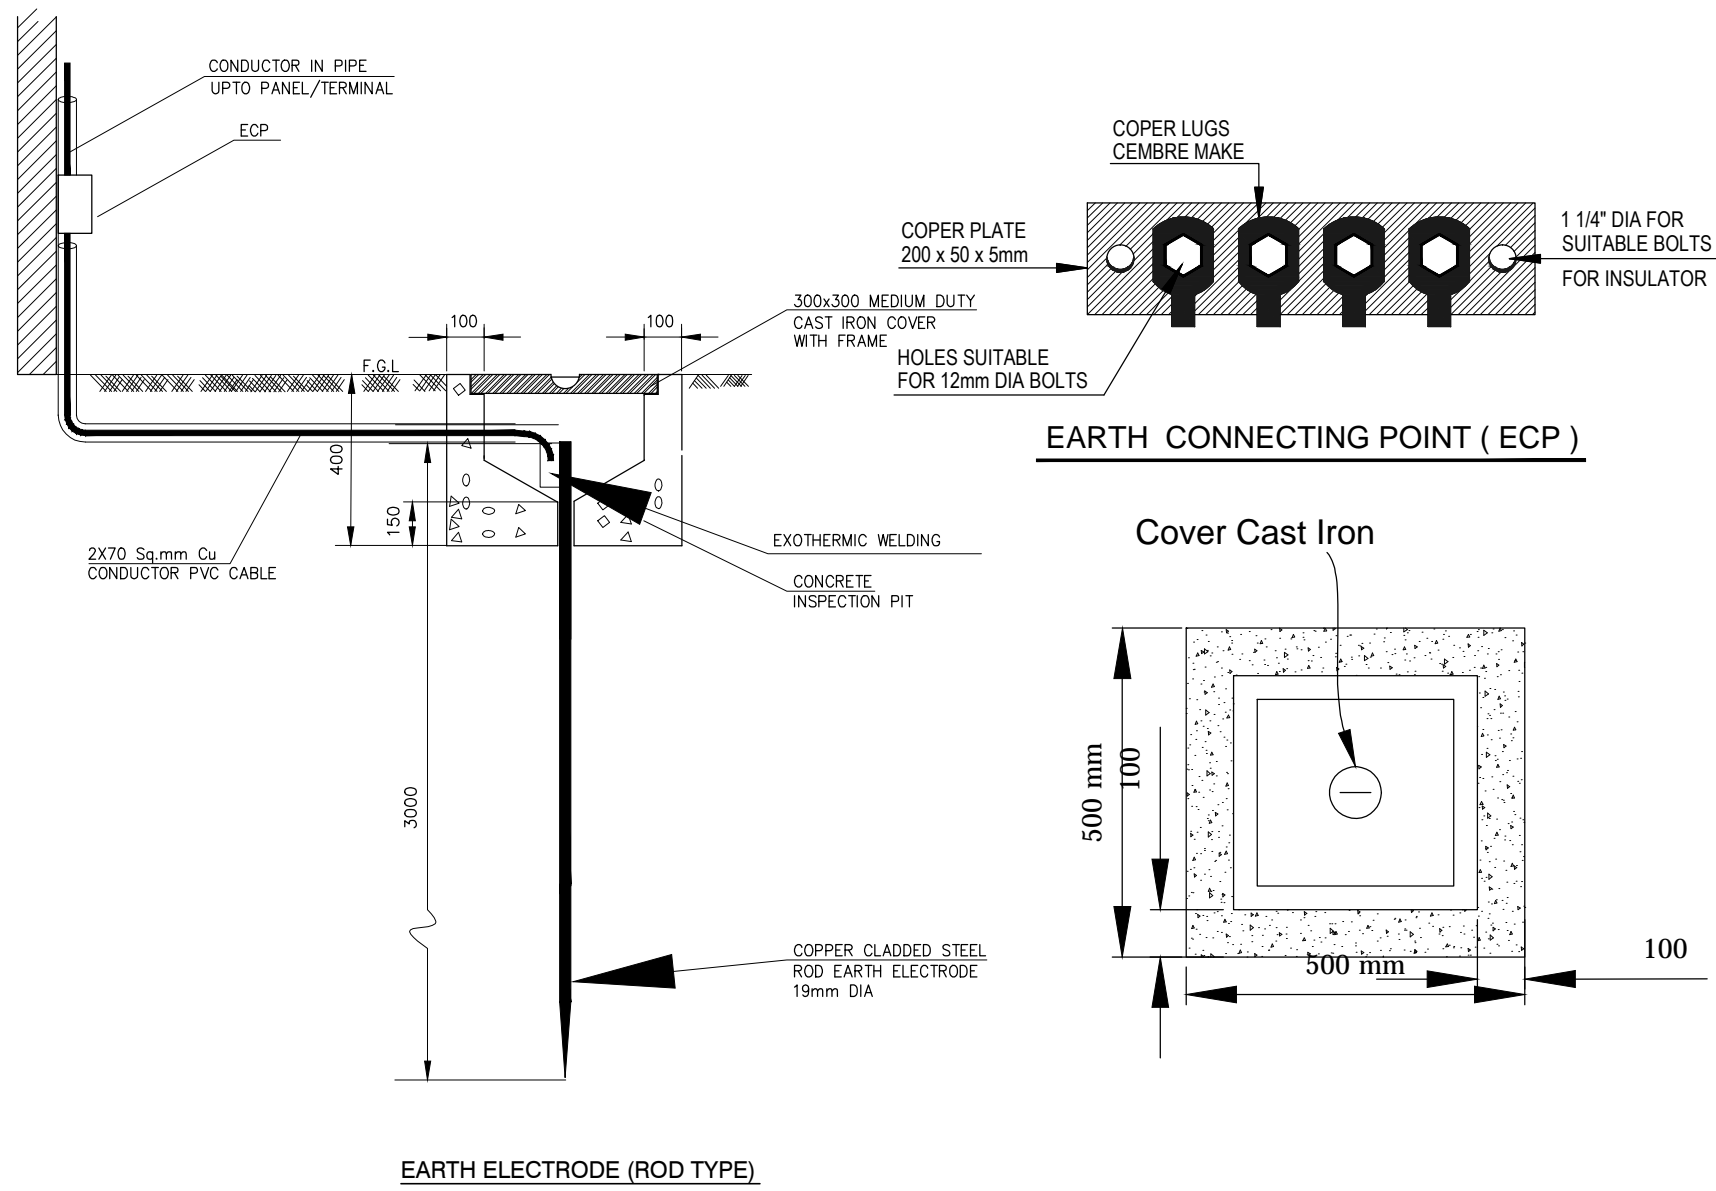 CONDUCTOR IN PIPE
UPTO PANEL/TERMINAL
ECP
300x300 MEDIUM DUTY
CAST IRON COVER
WITH FRAME
100
100
F.G.L
400
150
2X70 Sq.mm Cu
CONDUCTOR PVC CABLE
EXOTHERMIC WELDING
CONCRETE
INSPECTION PIT
3000
COPPER CLADDED STEEL
ROD EARTH ELECTRODE
19mm DIA
EARTH ELECTRODE (ROD TYPE)
COPER LUGS
CEMBRE MAKE
COPER PLATE
200 x 50 x 5mm
1 1/4" DIA FOR
SUITABLE BOLTS
FOR INSULATOR
HOLES SUITABLE
FOR 12mm DIA BOLTS
EARTH CONNECTING POINT ( ECP )
Cover Cast Iron
500 mm
100
500 mm
100